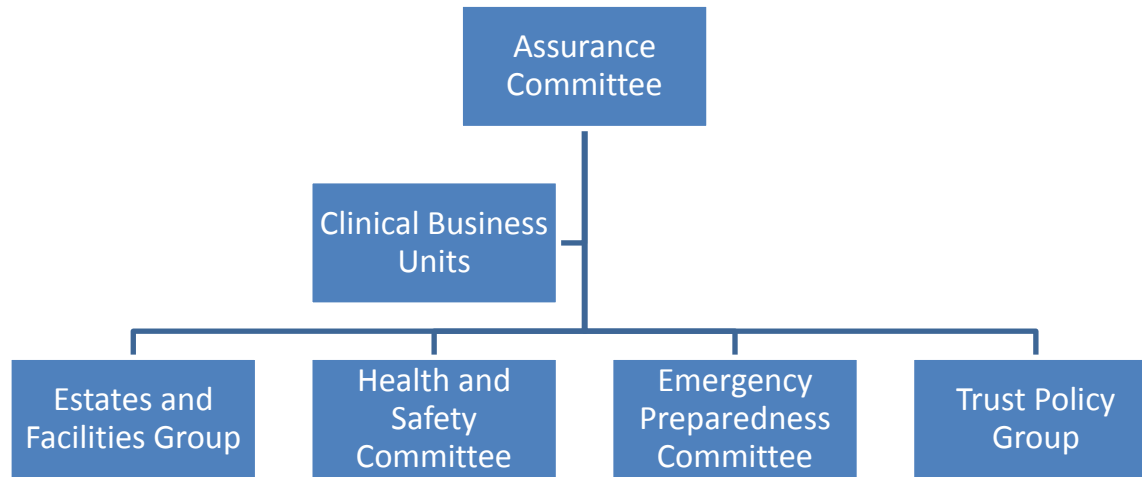 Assurance
Committee
Clinical Business
Units
Estates and
Facilities Group
Health and
Safety
Committee
Emergency
Preparedness
Committee
Trust Policy
Group